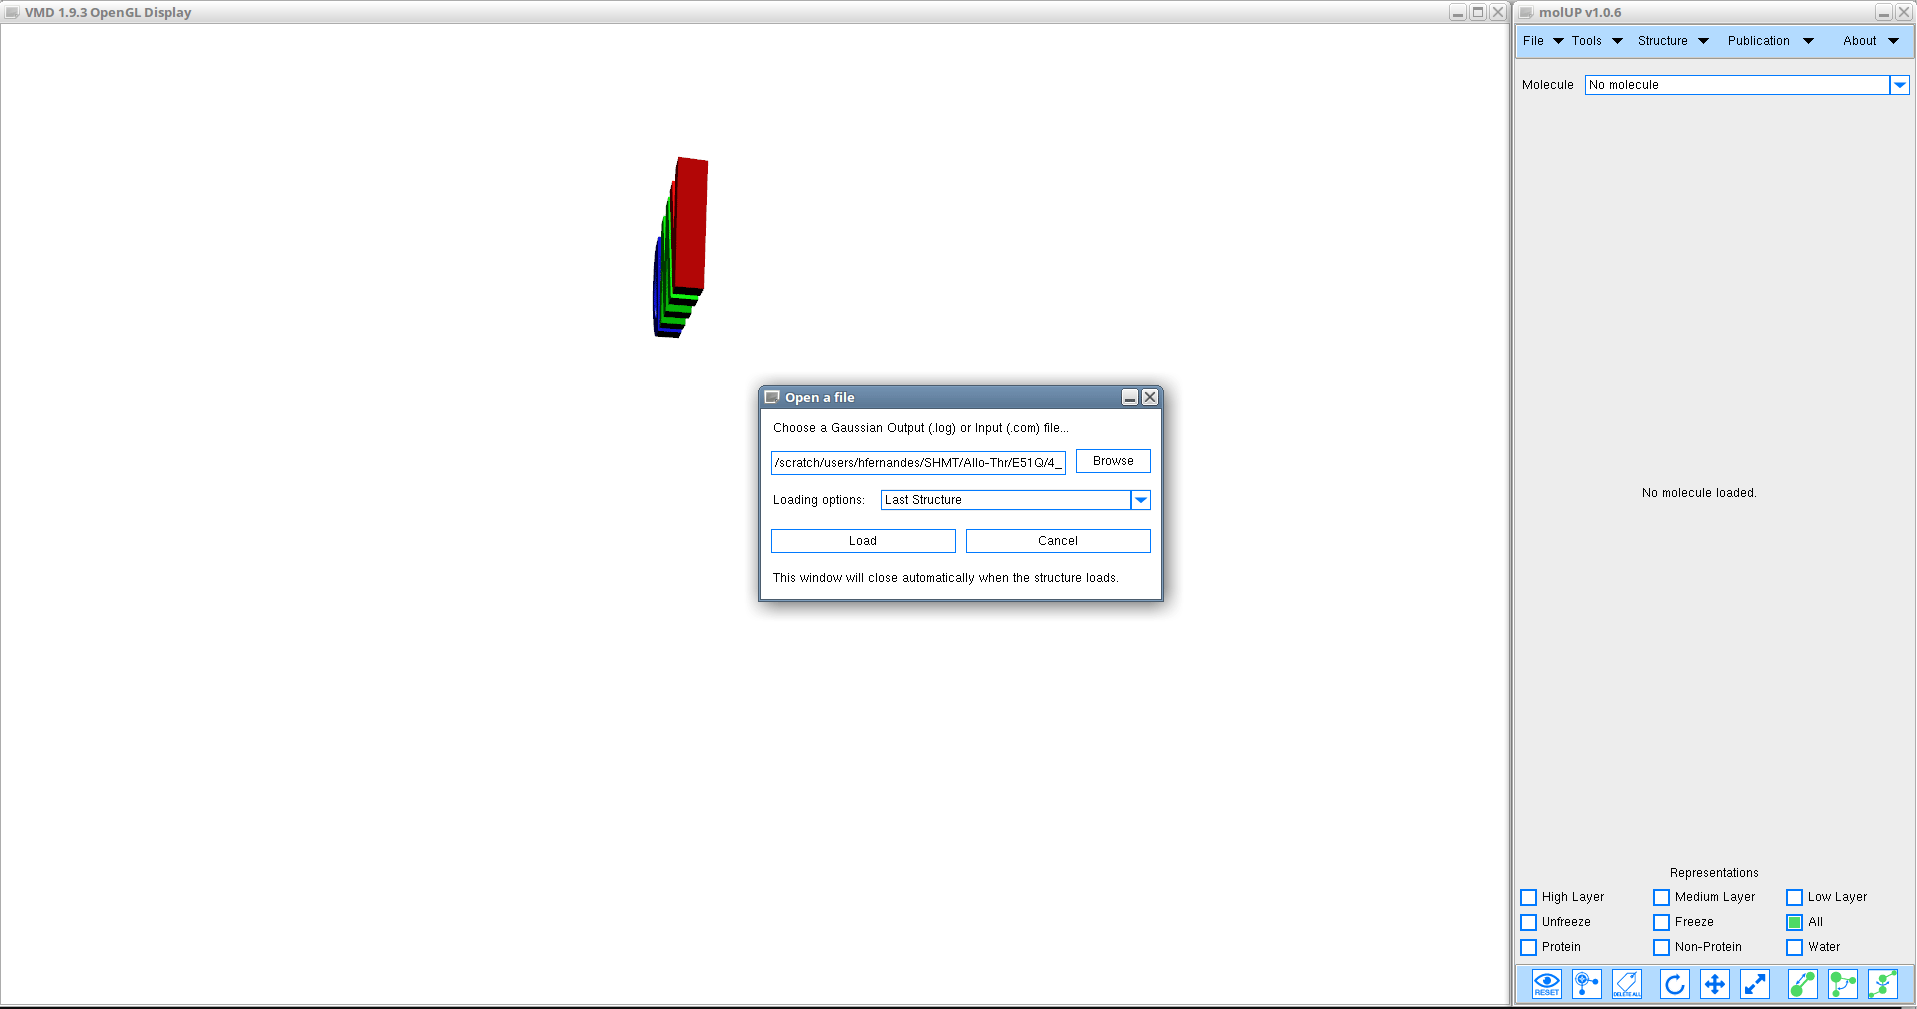 VMD 1.9.3 OpenGL Display
molUP v1.0.6
File Tools Structure Publication About
Molecule No molecule
Open a file
Choose a Gaussian Output (.log) or Input (.com) file...
/scratch/users/hfernandes/SHMT/Allo-Thr/E51Q/4_ Browse
Loading options: Last Structure
Load Cancel
This window will close automatically when the structure loads.
No molecule loaded.
Representations
High Layer Medium Layer Low Layer
Unfreeze Freeze All
Protein Non-Protein Water
RESET DELETE ALL